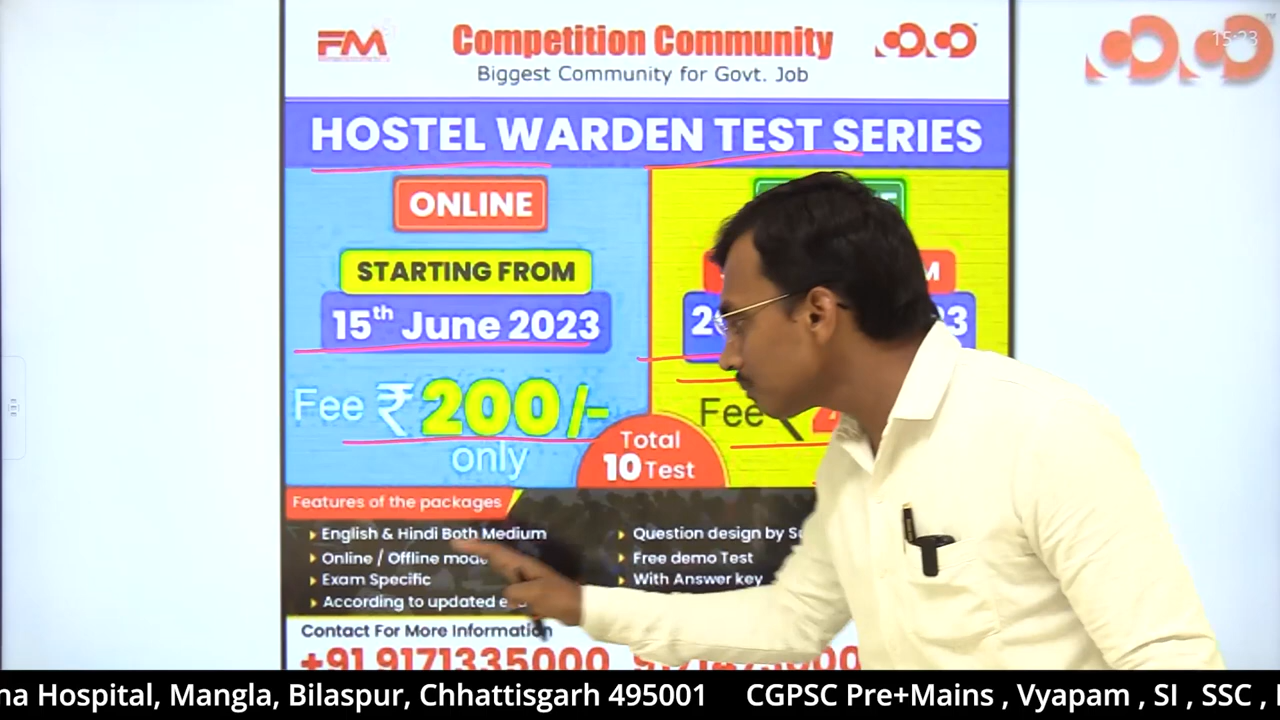 FM
Competition Community
Biggest Community for Govt. Job
15:23
HOSTEL WARDEN TEST SERIES
ONLINE
STARTING FROM
15th June 2023
Fee ₹ 200/-
only
Fee ₹
Total
10 Test
Features of the packages
English & Hindi Both Medium
Online / Offline
Exam Specific
According to updated
Question design by
Free demo Test
With Answer key
Contact For More Information
+91 9171335000
Hospital, Mangla, Bilaspur, Chhattisgarh 495001 CGPSC Pre+Mains , Vyapam , SI , SSC ,